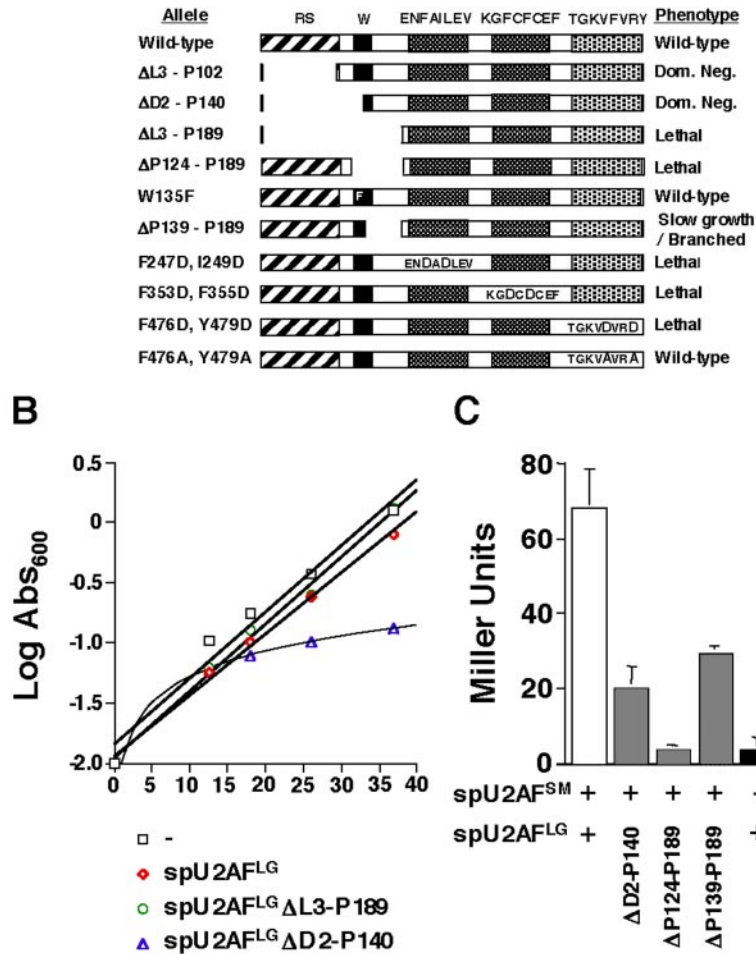 Allele RS W ENFAILEV KGFCFCEF TGKVFVRY Phenotype
Wild-type Wild-type
ΔL3 - P102 Dom. Neg.
ΔD2 - P140 Dom. Neg.
ΔL3 - P189 Lethal
ΔP124 - P189 Lethal
W135F F Wild-type
ΔP139 - P189 Slow growth
/ Branched
F247D, I249D ENDADLEV Lethal
F353D, F355D KGDCDCEF Lethal
F476D, Y479D TGKVDVRD Lethal
F476A, Y479A TGKVAVRA Wild-type
B
Log Abs600
0.5
0
-0.5
-1.0
-1.5
-2.0
0 5 10 15 20 25 30 35 40
-
spU2AFLG
spU2AFLG ΔL3-P189
spU2AFLG ΔD2-P140
C
Miller Units
80
60
40
20
0
spU2AFSM + + + + -
spU2AFLG + ΔD2-P140 ΔP124-P189 ΔP139-P189 +